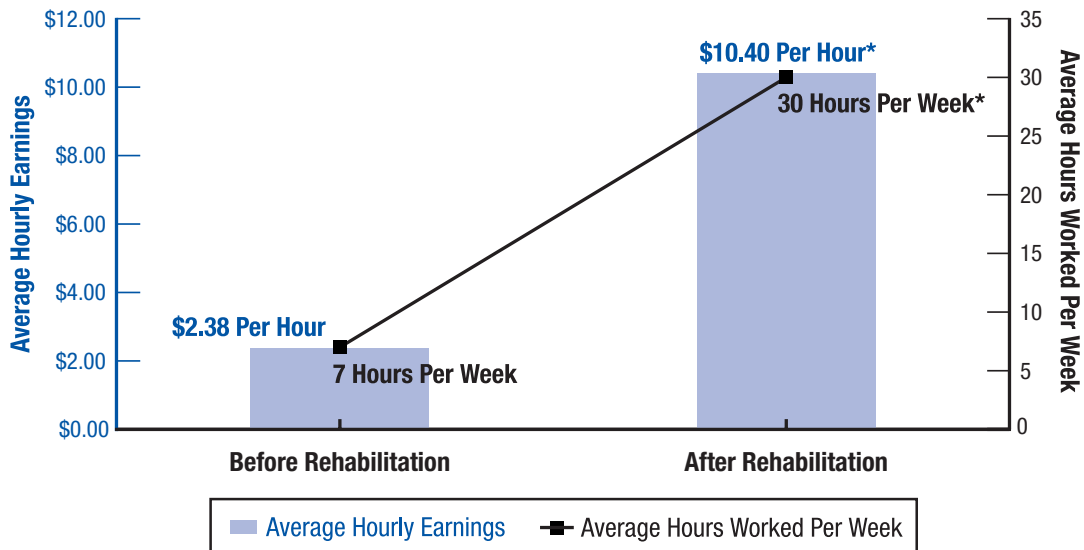 $12.00
$10.00
$8.00
$6.00
$4.00
$2.00
$0.00
Average Hourly Earnings
$2.38 Per Hour
7 Hours Per Week
$10.40 Per Hour*
30 Hours Per Week*
35
30
25
20
15
10
5
0
Average Hours Worked Per Week
Before Rehabilitation
After Rehabilitation
Average Hourly Earnings
Average Hours Worked Per Week